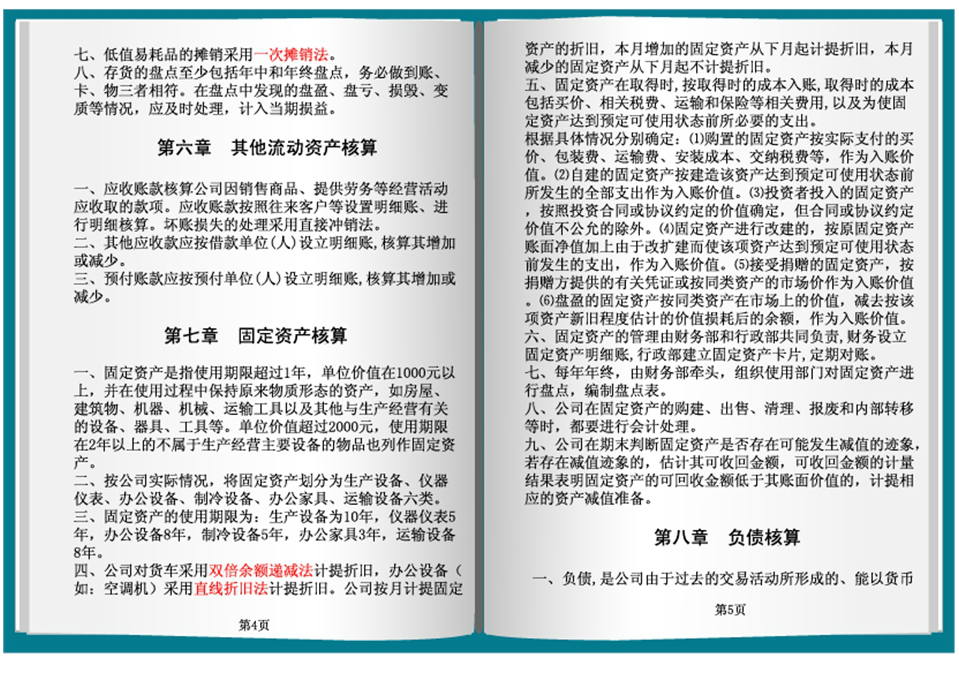 七、低值易耗品的摊销采用一次摊销法。
八、存货的盘点至少包括年中和年终盘点，务必做到账、
卡、物三者相符。在盘点中发现的盘盈、盘亏、损毁、变
质等情况，应及时处理，计入当期损益。
第六章 其他流动资产核算
一、应收账款核算公司因销售商品、提供劳务等经营活动
应收取的款项。应收账款按照往来客户等设置明细账、进
行明细核算。坏账损失的处理采用直接冲销法。
二、其他应收款应按借款单位(人)设立明细账,核算其增加
或减少。
三、预付账款应按预付单位(人)设立明细账,核算其增加或
减少。
第七章 固定资产核算
一、固定资产是指使用期限超过1年，单位价值在1000元以
上，并在使用过程中保持原来物质形态的资产，如房屋、
建筑物、机器、机械、运输工具以及其他与生产经营有关
的设备、器具、工具等。单位价值超过2000元，使用期限
在2年以上的不属于生产经营主要设备的物品也列作固定资
产。
二、按公司实际情况，将固定资产划分为生产设备、仪器
仪表、办公设备、制冷设备、办公家具、运输设备六类。
三、固定资产的使用期限为：生产设备为10年，仪器仪表5
年，办公设备8年，制冷设备5年，办公家具3年，运输设备
8年。
四、公司对货车采用双倍余额递减法计提折旧，办公设备（
如：空调机）采用直线折旧法计提折旧。公司按月计提固定
第4页
资产的折旧，本月增加的固定资产从下月起计提折旧，本月
减少的固定资产从下月起不计提折旧。
五、固定资产在取得时,按取得时的成本入账,取得时的成本
包括买价、相关税费、运输和保险等相关费用,以及为使固
定资产达到预定可使用状态前所必要的支出。
根据具体情况分别确定：⑴购置的固定资产按实际支付的买
价、包装费、运输费、安装成本、交纳税费等，作为入账价
值。⑵自建的固定资产按建造该资产达到预定可使用状态前
所发生的全部支出作为入账价值。⑶投资者投入的固定资产
，按照投资合同或协议约定的价值确定，但合同或协议约定
价值不公允的除外。⑷固定资产进行改建的，按原固定资产
账面净值加上由于改扩建而使该项资产达到预定可使用状态
前发生的支出，作为入账价值。⑸接受捐赠的固定资产，按
捐赠方提供的有关凭证或按同类资产的市场价作为入账价值
。⑹盘盈的固定资产按同类资产在市场上的价值，减去按该
项资产新旧程度估计的价值损耗后的余额，作为入账价值。
六、固定资产的管理由财务部和行政部共同负责,财务设立
固定资产明细账,行政部建立固定资产卡片,定期对账。
七、每年年终，由财务部牵头，组织使用部门对固定资产进
行盘点，编制盘点表。
八、公司在固定资产的购建、出售、清理、报废和内部转移
等时，都要进行会计处理。
九、公司在期末判断固定资产是否存在可能发生减值的迹象，
若存在减值迹象的，估计其可收回金额，可收回金额的计量
结果表明固定资产的可回收金额低于其账面价值的，计提相
应的资产减值准备。
第八章 负债核算
一、负债,是公司由于过去的交易活动所形成的、能以货币
第5页